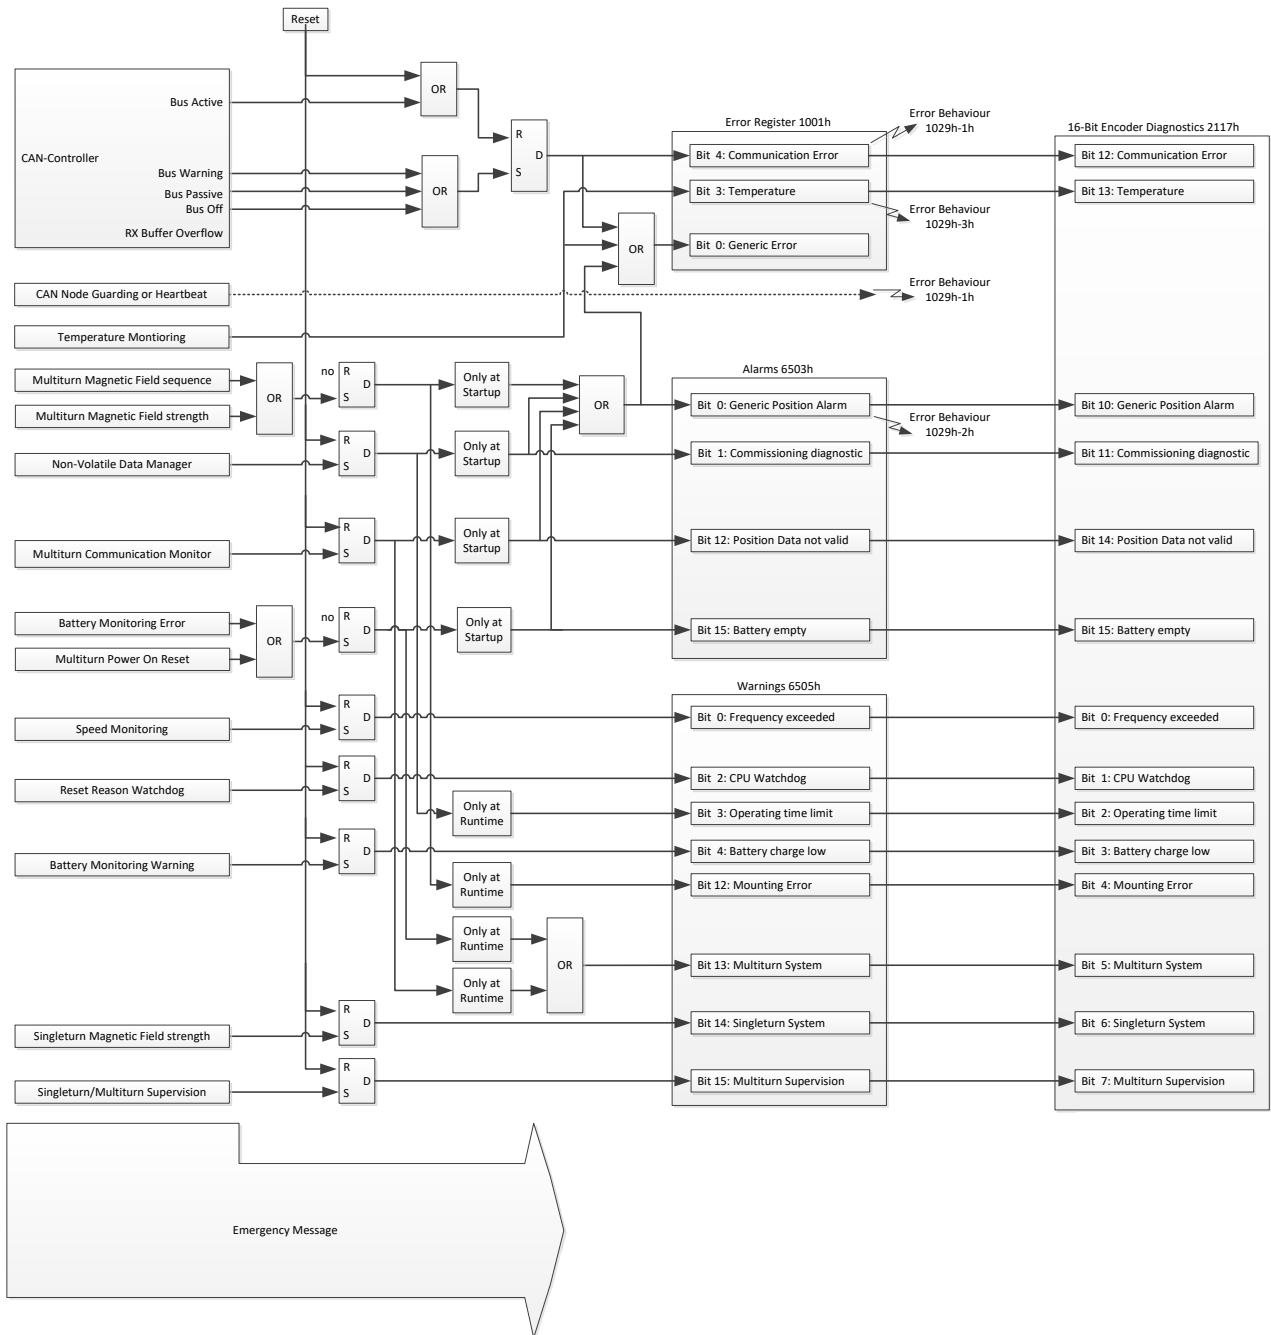 Reset
CAN-Controller
Bus Active
Bus Warning
Bus Passive
Bus Off
RX Buffer Overflow
OR
OR
R
S
D
OR
Error Register 1001h
Bit 4: Communication Error
Bit 3: Temperature
Bit 0: Generic Error
Error Behaviour
1029h-1h
Error Behaviour
1029h-3h
Error Behaviour
1029h-1h
16-Bit Encoder Diagnostics 2117h
Bit 12: Communication Error
Bit 13: Temperature
CAN Node Guarding or Heartbeat
Temperature Montioring
Multiturn Magnetic Field sequence
Multiturn Magnetic Field strength
OR
no
R
S
D
Only at
Startup
OR
Alarms 6503h
Bit 0: Generic Position Alarm
Error Behaviour
1029h-2h
Bit 10: Generic Position Alarm
Non-Volatile Data Manager
R
S
D
Only at
Startup
Bit 1: Commissioning diagnostic
Bit 11: Commissioning diagnostic
Multiturn Communication Monitor
R
S
D
Only at
Startup
Bit 12: Position Data not valid
Bit 14: Position Data not valid
Battery Monitoring Error
Multiturn Power On Reset
OR
no
R
S
D
Only at
Startup
Bit 15: Battery empty
Bit 15: Battery empty
Warnings 6505h
Speed Monitoring
R
S
D
Bit 0: Frequency exceeded
Bit 0: Frequency exceeded
Reset Reason Watchdog
R
S
D
Bit 2: CPU Watchdog
Bit 1: CPU Watchdog
Only at
Runtime
Bit 3: Operating time limit
Bit 2: Operating time limit
Battery Monitoring Warning
R
S
D
Bit 4: Battery charge low
Bit 3: Battery charge low
Only at
Runtime
Bit 12: Mounting Error
Bit 4: Mounting Error
Only at
Runtime
Only at
Runtime
OR
Bit 13: Multiturn System
Bit 5: Multiturn System
Singleturn Magnetic Field strength
R
S
D
Bit 14: Singleturn System
Bit 6: Singleturn System
Singleturn/Multiturn Supervision
R
S
D
Bit 15: Multiturn Supervision
Bit 7: Multiturn Supervision
Emergency Message